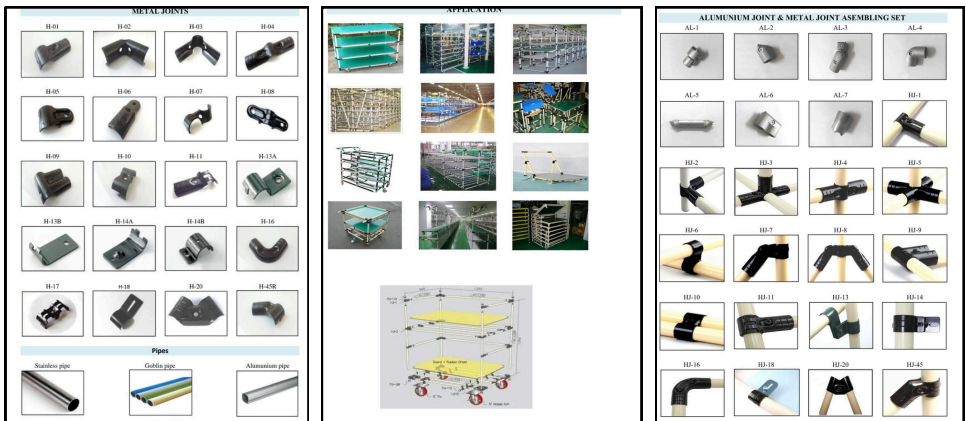 METAL JOINTS
H-01 H-02 H-03 H-04
H-05 H-06 H-07 H-08
H-09 H-10 H-11 H-13A
H-13B H-14A H-14B H-16
H-17 H-18 H-20 H-45R
Pipes
Stainless pipe Goblin pipe Alumunium pipe
APPLICATION
ALUMUNIUM JOINT & METAL JOINT ASEMBLING SET
AL-1 AL-2 AL-3 AL-4
AL-5 AL-6 AL-7 HJ-1
HJ-2 HJ-3 HJ-4 HJ-5
HJ-6 HJ-7 HJ-8 HJ-9
HJ-10 HJ-11 HJ-13 HJ-14
HJ-16 HJ-18 HJ-20 HJ-45